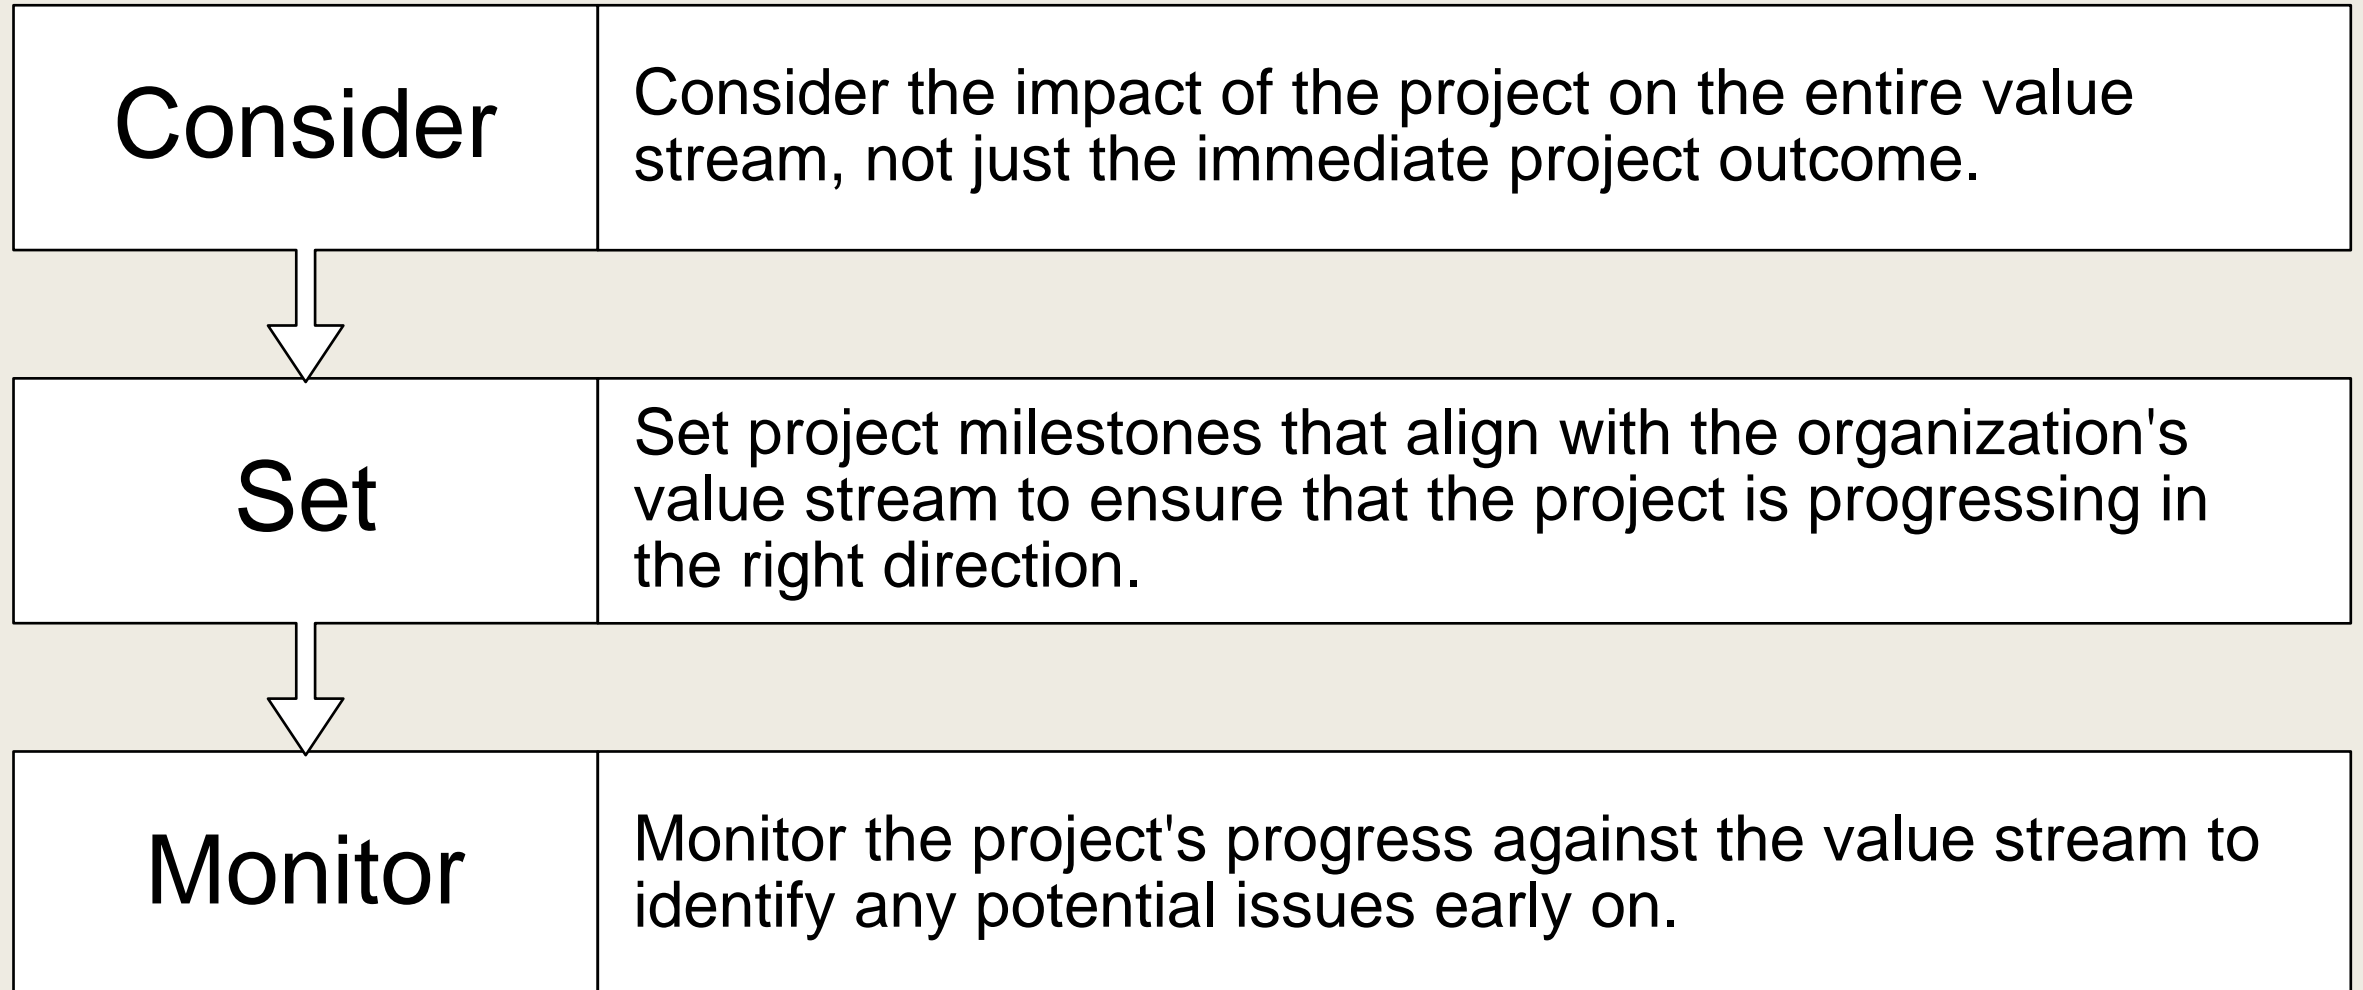 Consider
Consider the impact of the project on the entire value
stream, not just the immediate project outcome.
Set
Set project milestones that align with the organization's
value stream to ensure that the project is progressing in
the right direction.
Monitor
Monitor the project's progress against the value stream to
identify any potential issues early on.